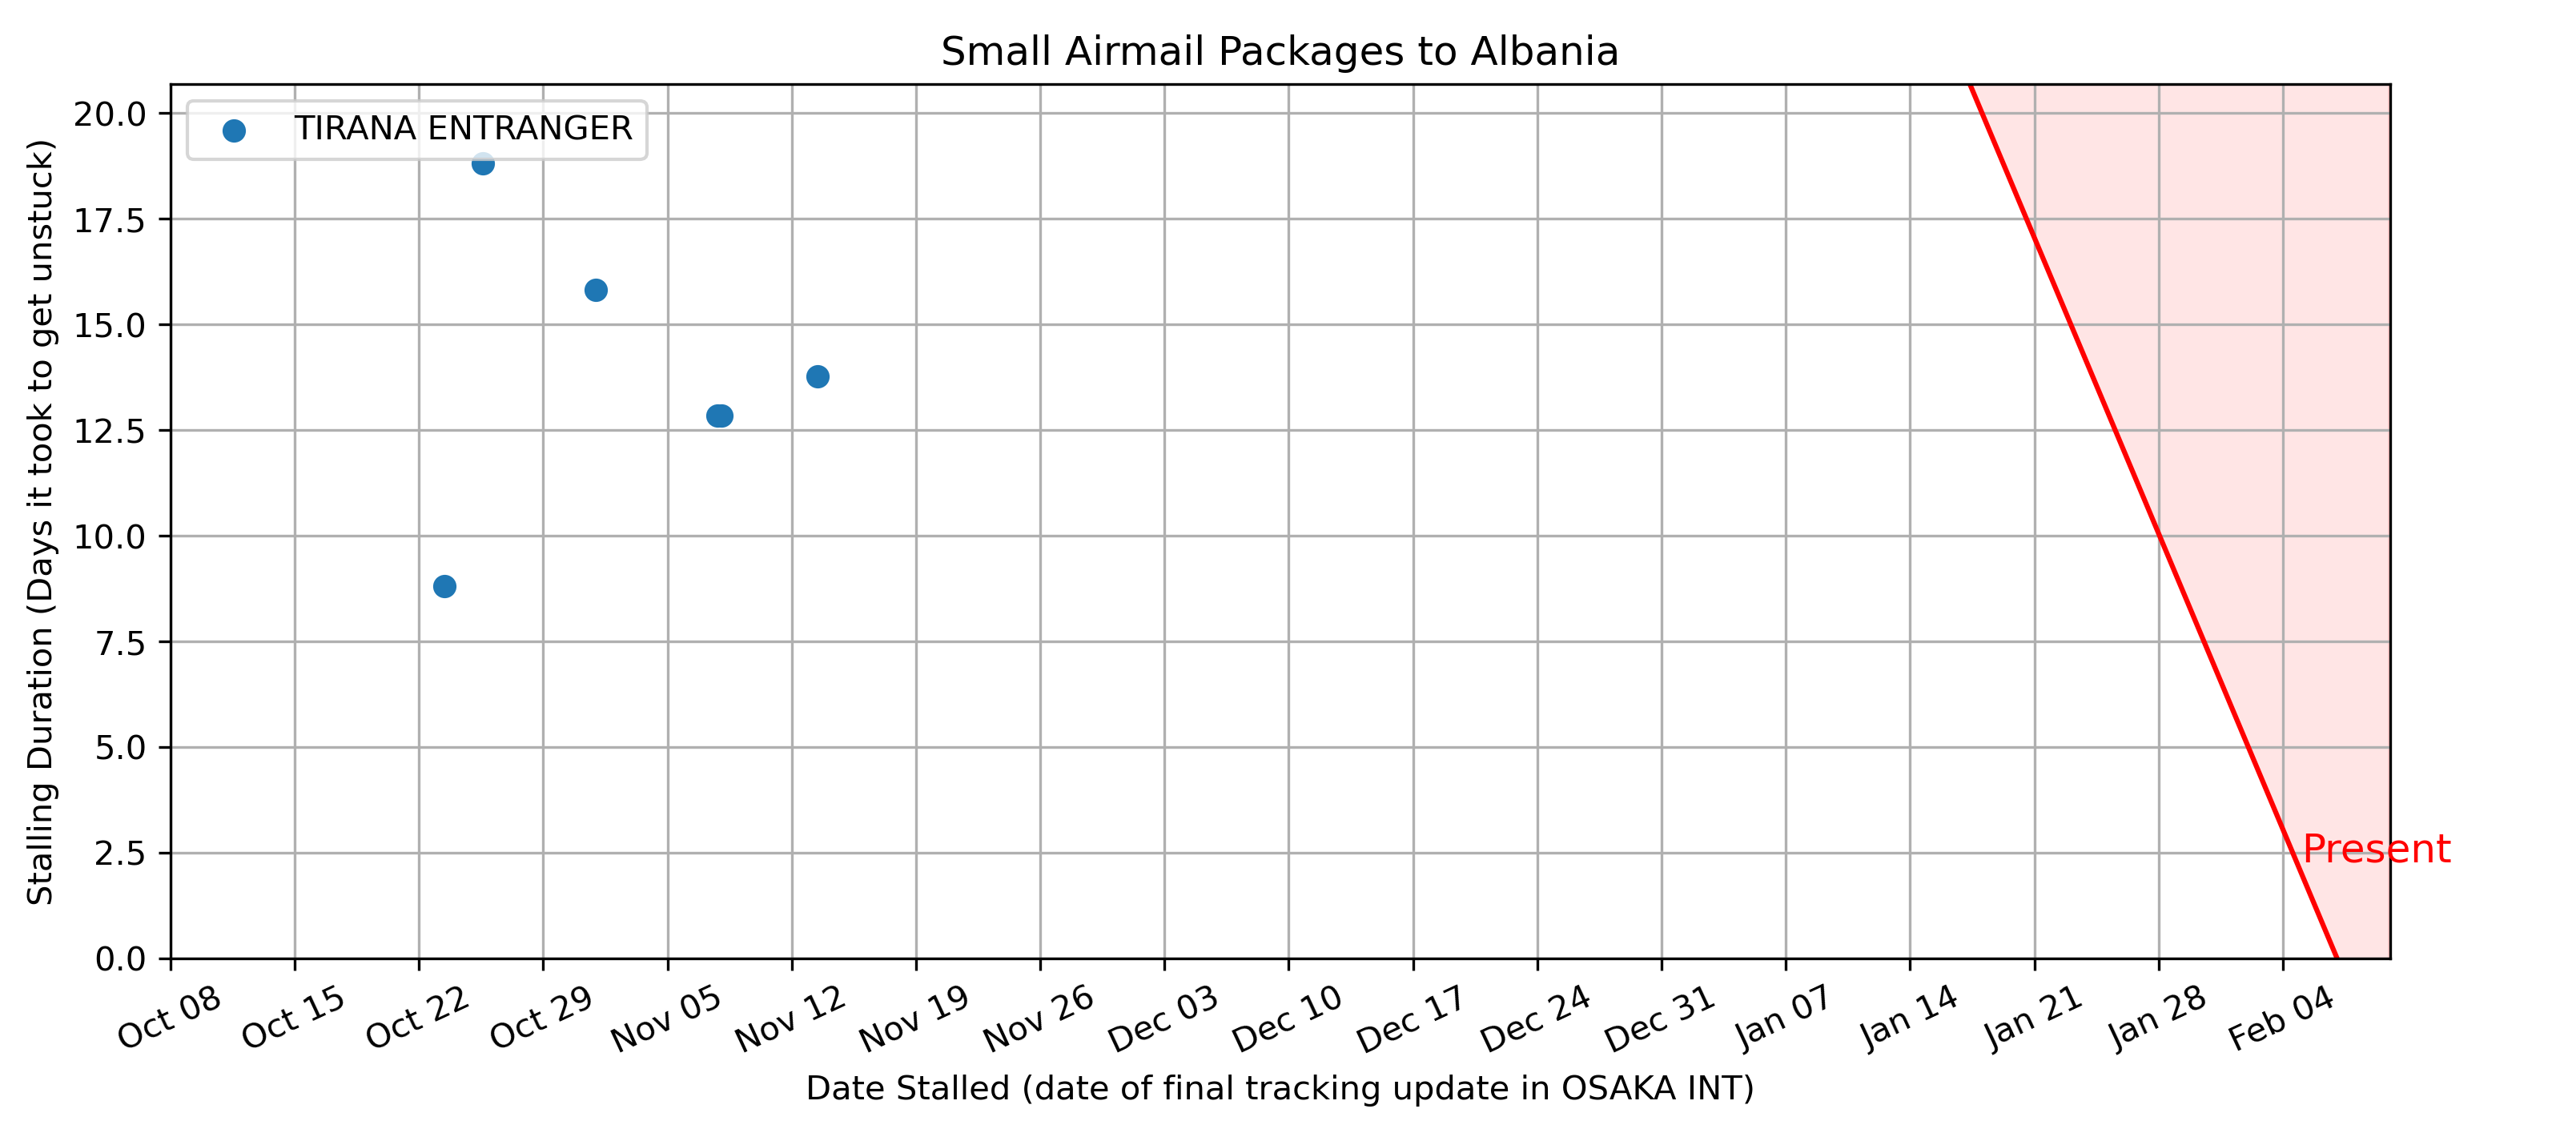 Small Airmail Packages to Albania
TIRANA ENTRANGER
Stalling Duration (Days it took to get unstuck)
20.0
17.5
15.0
12.5
10.0
7.5
5.0
2.5
0.0
Present
Oct 08
Oct 15
Oct 22
Oct 29
Nov 05
Nov 12
Nov 19
Nov 26
Dec 03
Dec 10
Dec 17
Dec 24
Dec 31
Jan 07
Jan 14
Jan 21
Jan 28
Feb 04
Date Stalled (date of final tracking update in OSAKA INT)